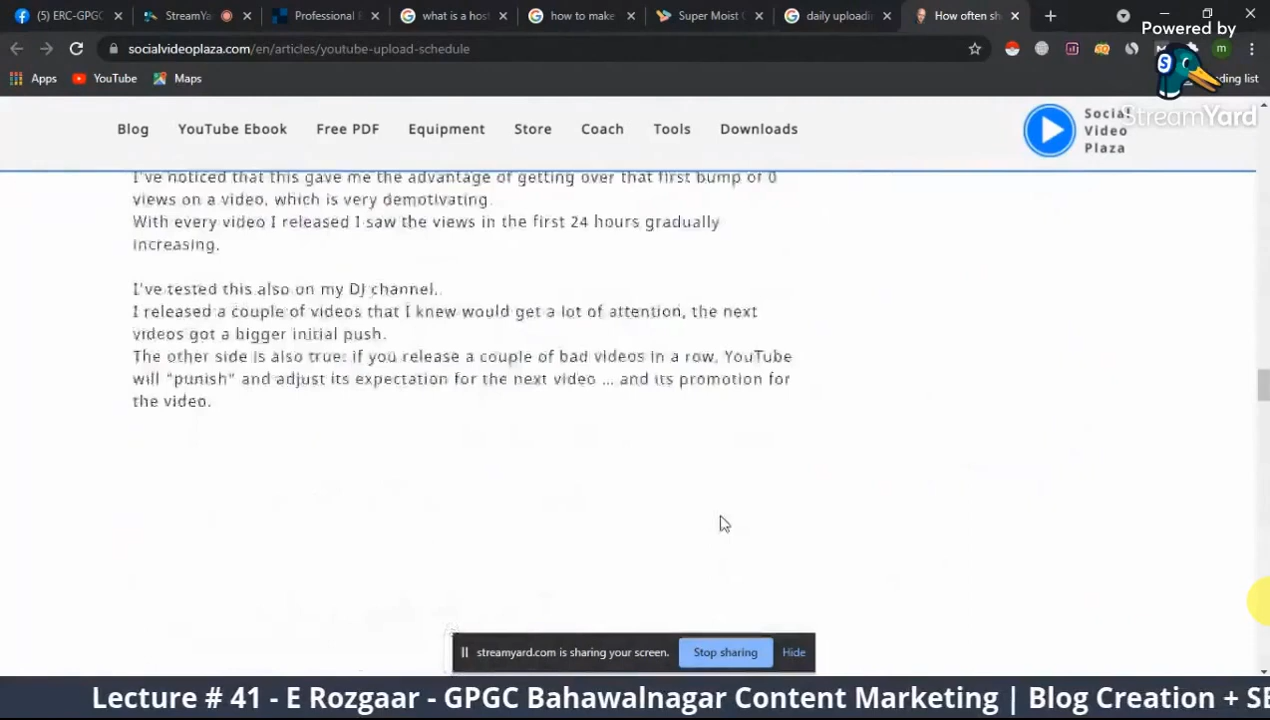 (5) ERC-GPGC
StreamYa
Professional
what is a host
how to make
Super Moist
daily uploadi
How often sh
Powered by
socialvideoplaza.com/en/articles/youtube-upload-schedule
m
Apps
YouTube
Maps
ding list
StreamYard
Blog
YouTube Ebook
Free PDF
Equipment
Store
Coach
Tools
Downloads
Social
Video
Plaza
I've noticed that this gave me the advantage of getting over that first bump of 0
views on a video, which is very demotivating.
With every video I released I saw the views in the first 24 hours gradually
increasing.
I've tested this also on my DJ channel.
I released a couple of videos that I knew would get a lot of attention, the next
videos got a bigger initial push.
The other side is also true: if you release a couple of bad videos in a row, YouTube
will "punish" and adjust its expectation for the next video ... and its promotion for
the video.
streamyard.com is sharing your screen.
Stop sharing
Hide
Lecture # 41 - E Rozgaar - GPGC Bahawalnagar Content Marketing | Blog Creation + SE